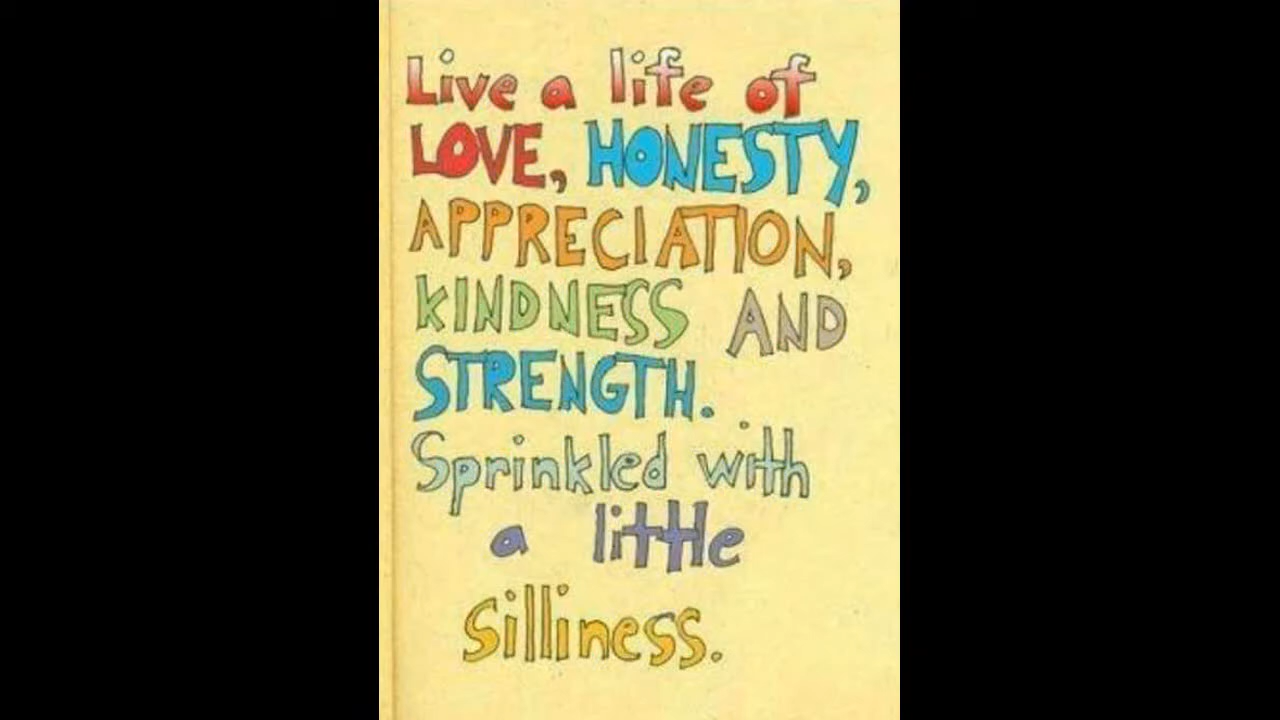 Live a life of
LOVE, HONESTY,
APPRECIATION,
KINDNESS AND
STRENGTH.
Sprinkled with
a little
silliness.